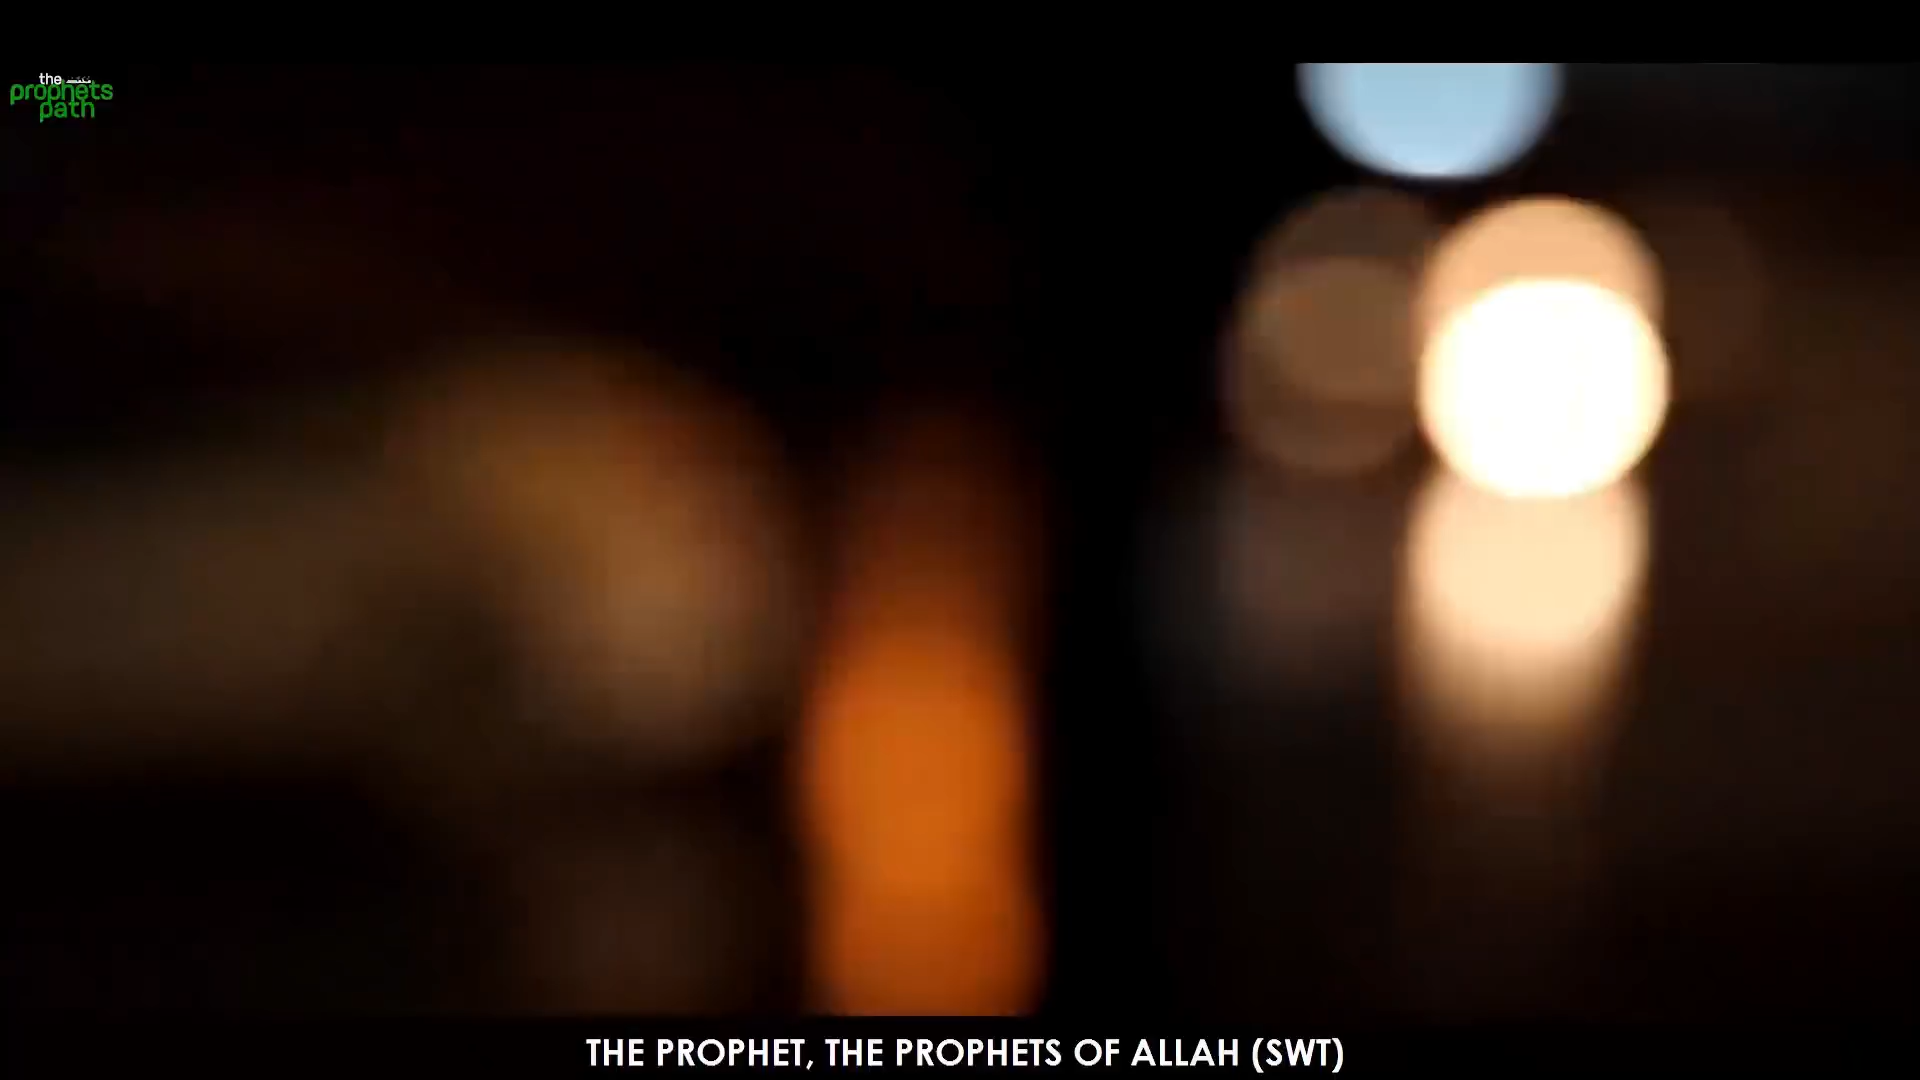 the
prophets
path
THE PROPHET, THE PROPHETS OF ALLAH (SWT)